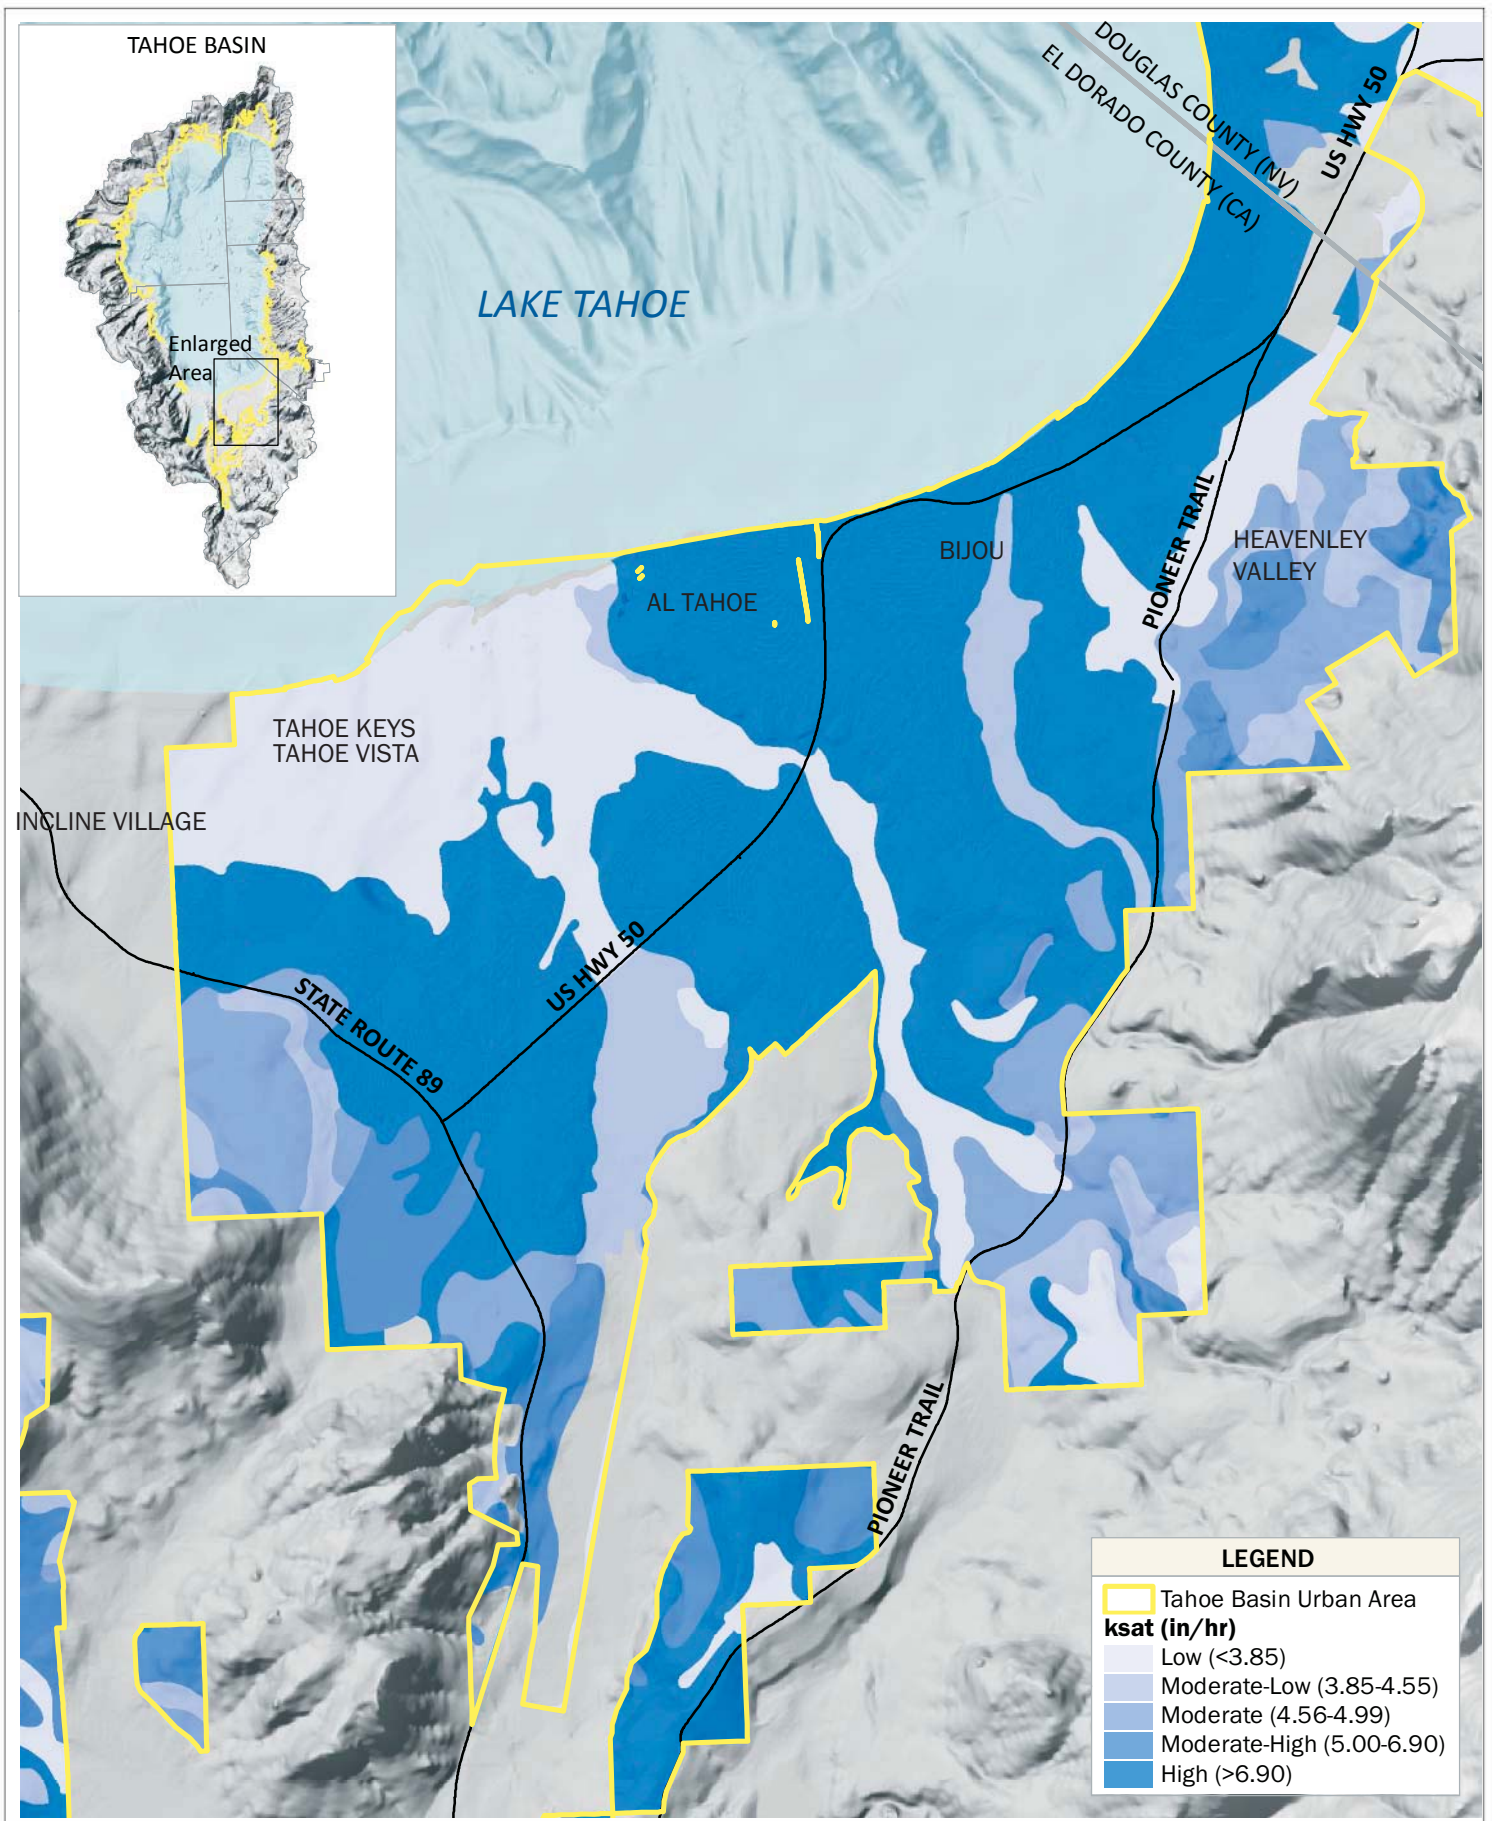 TAHOE BASIN
Enlarged
Area
DOUGLAS COUNTY (NV)
EL DORADO COUNTY (CA)
US HWY 50
LAKE TAHOE
PIONEER TRAIL
BIJOU
HEAVENLEY
VALLEY
AL TAHOE
TAHOE KEYS
TAHOE VISTA
INCLINE VILLAGE
US HWY 50
STATE ROUTE 89
PIONEER TRAIL
LEGEND
Tahoe Basin Urban Area
ksat (in/hr)
Low (<3.85)
Moderate-Low (3.85-4.55)
Moderate (4.56-4.99)
Moderate-High (5.00-6.90)
High (>6.90)